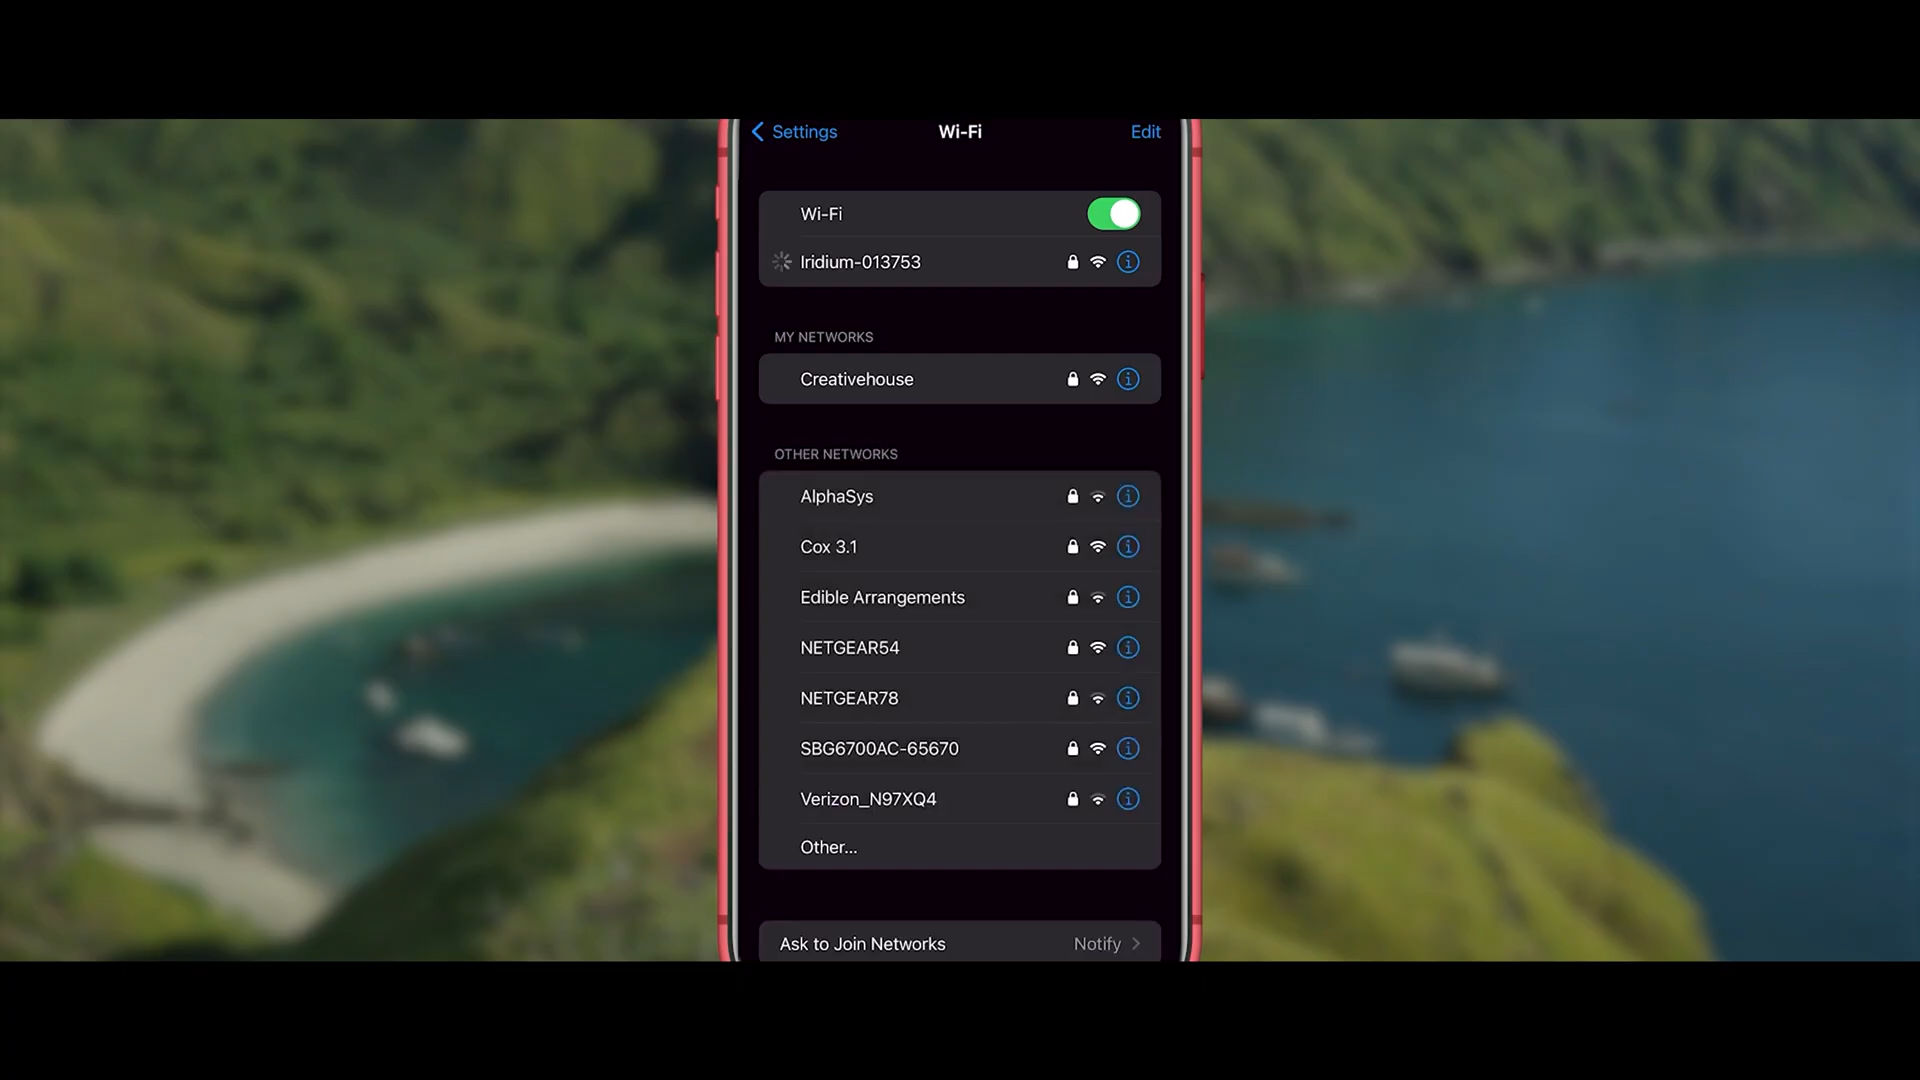 Settings
Wi-Fi
Edit
Wi-Fi
Iridium-013753
MY NETWORKS
Creativehouse
OTHER NETWORKS
AlphaSys
Cox 3.1
Edible Arrangements
NETGEAR54
NETGEAR78
SBG6700AC-65670
Verizon_N97XQ4
Other...
Ask to Join Networks
Notify